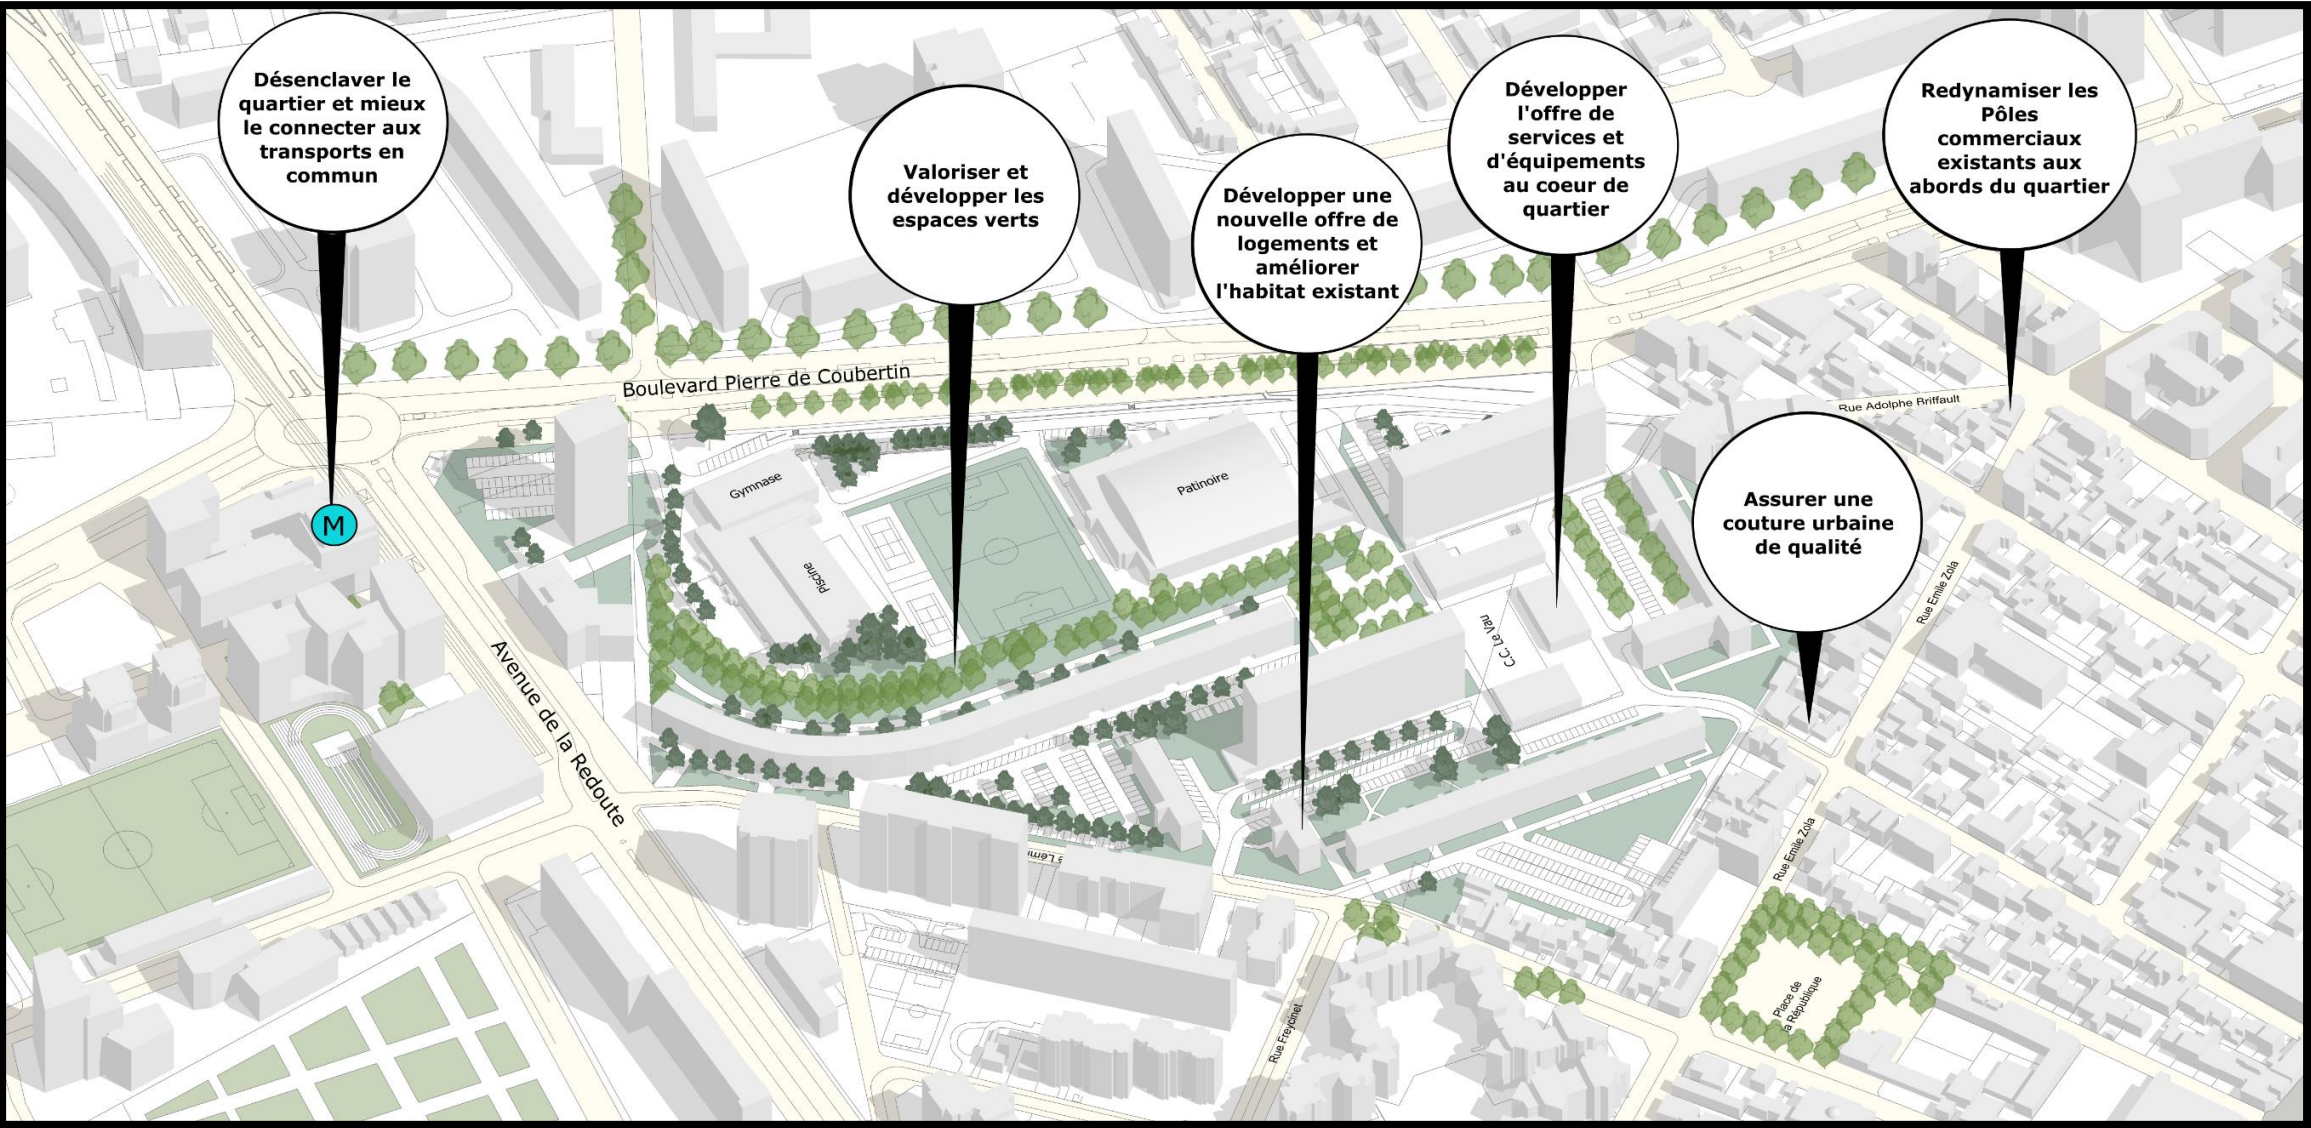 Désenclaver le
quartier et mieux
le connecter aux
transports en
commun
Valoriser et
développer les
espaces verts
Développer une
nouvelle offre de
logements et
améliorer
l'habitat existant
Développer
l'offre de
services et
d'équipements
au coeur de
quartier
Redynamiser les
Pôles
commerciaux
existants aux
abords du quartier
Assurer une
couture urbaine
de qualité
Boulevard Pierre de Coubertin
Rue Adolphe Briffault
Gymnase
Patinoire
M
Piscine
Rue Emile Zola
C.C. Le Vau
Avenue de la Redoute
Rue Emile Zola
Place de
la République
Rue Freycinet